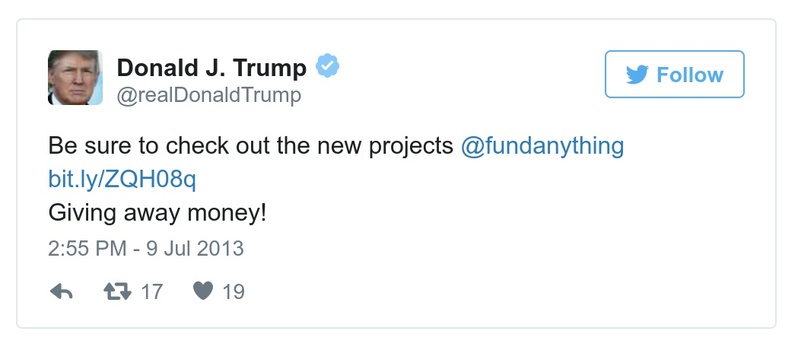 Donald J. Trump
@realDonaldTrump
Follow
Be sure to check out the new projects @fundanything
bit.ly/ZQH08q
Giving away money!
2:55 PM - 9 Jul 2013
17 19